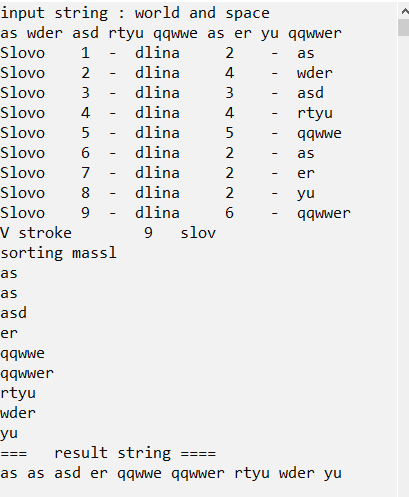 input string : world and space
as wder asd rtyu qqwwe as er yu qqwwer
Slovo    1  -  dlina     2    -  as
Slovo    2  -  dlina     4    -  wder
Slovo    3  -  dlina     3    -  asd
Slovo    4  -  dlina     4    -  rtyu
Slovo    5  -  dlina     5    -  qqwwe
Slovo    6  -  dlina     2    -  as
Slovo    7  -  dlina     2    -  er
Slovo    8  -  dlina     2    -  yu
Slovo    9  -  dlina     6    -  qqwwer
V stroke        9   slov
sorting massl
as
as
asd
er
qqwwe
qqwwer
rtyu
wder
yu
===   result string ====
as as asd er qqwwe qqwwer rtyu wder yu